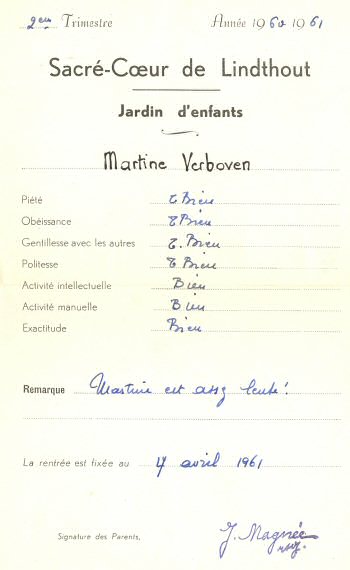 2em Trimestre Année 1960 1961
Sacré-Cœur de Lindthout
Jardin d'enfants
Martine Verboven
Piété T Bien
Obéissance T Bien
Gentillesse avec les autres T. Bien
Politesse T Bien
Activité intellectuelle Bien
Activité manuelle Bien
Exactitude Bien
Remarque Martine est assez lente!
La rentrée est fixée au 4 avril 1961
Signature des Parents, J. Magnée